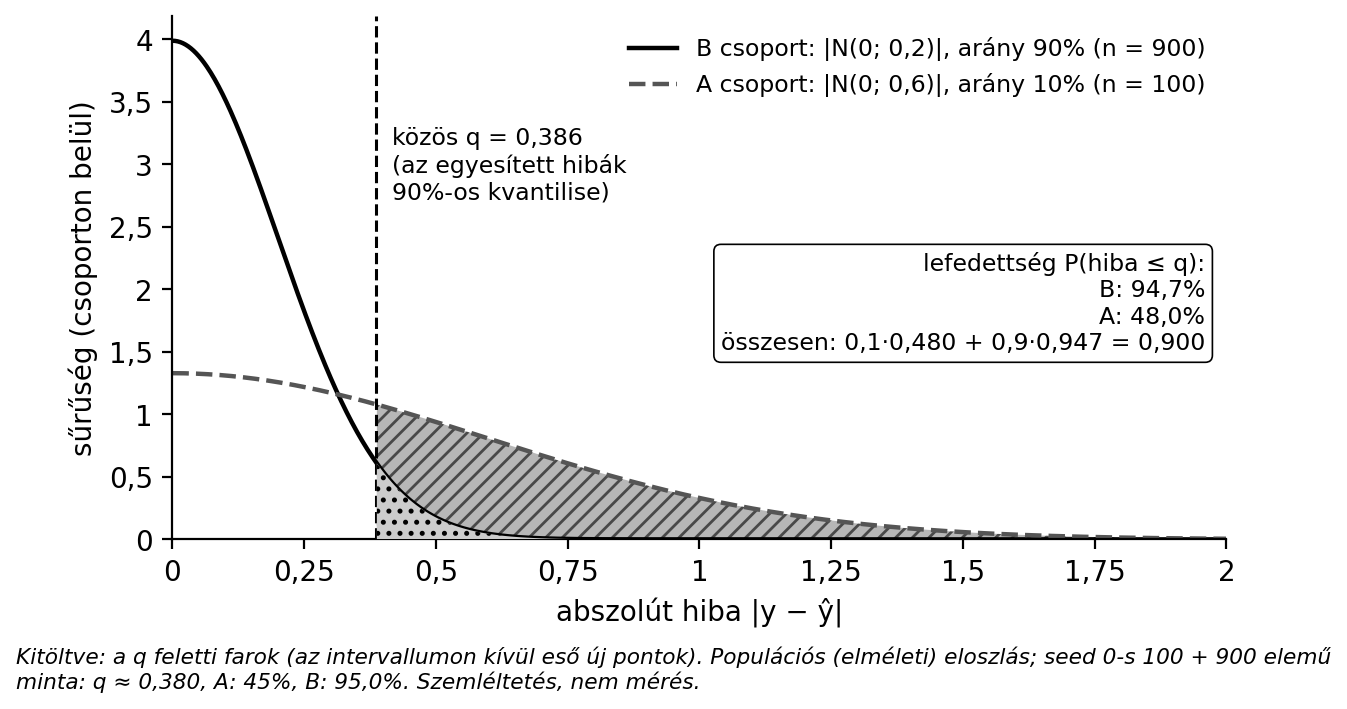 4
3,5
3
2,5
2
1,5
1
0,5
0
sűrűség (csoporton belül)
B csoport: |N(0; 0,2)|, arány 90% (n = 900)
A csoport: |N(0; 0,6)|, arány 10% (n = 100)
közös q = 0,386
(az egyesített hibák
90%-os kvantilise)
lefedettség P(hiba ≤ q):
B: 94,7%
A: 48,0%
összesen: 0,1·0,480 + 0,9·0,947 = 0,900
0 0,25 0,5 0,75 1 1,25 1,5 1,75 2
abszolút hiba |y − ŷ|
Kitöltve: a q feletti farok (az intervallumon kívül eső új pontok). Populációs (elméleti) eloszlás; seed 0-s 100 + 900 elemű
minta: q ≈ 0,380, A: 45%, B: 95,0%. Szemléltetés, nem mérés.